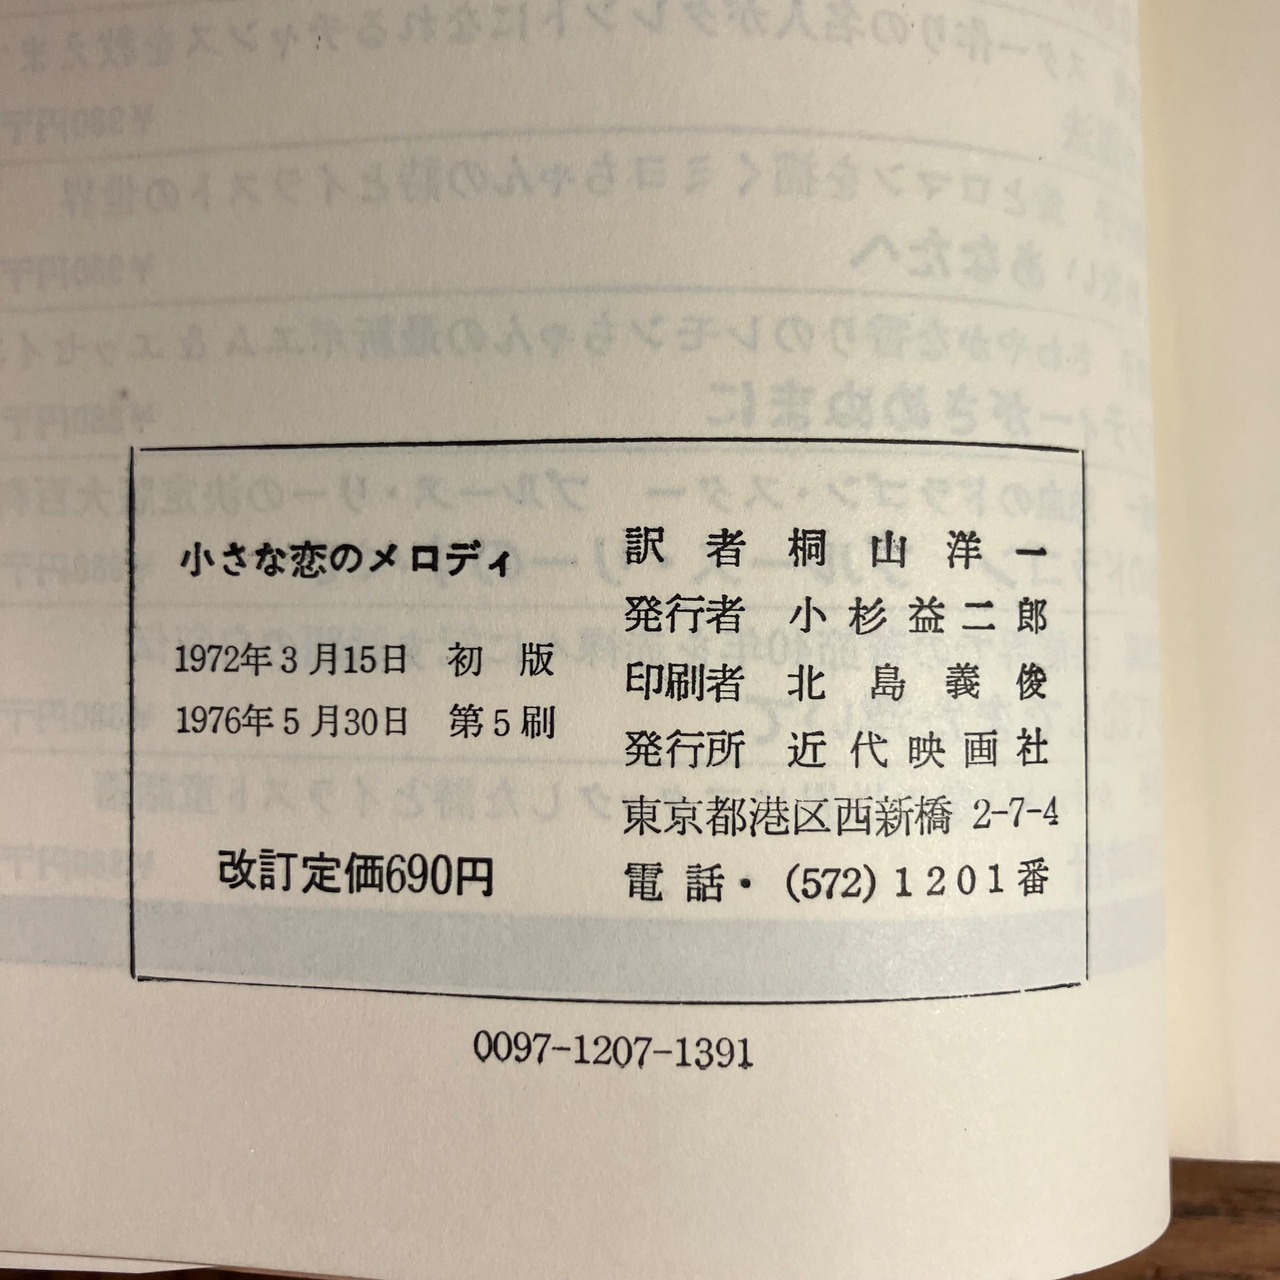 小さな恋のメロディ
1972年3月15日 初版
1976年5月30日 第5刷
改訂定価690円
訳者 桐山洋一
発行者 小杉益二郎
印刷者 北島義俊
発行所 近代映画社
東京都港区西新橋 2-7-4
電話・(572)1201番
0097-1207-1391